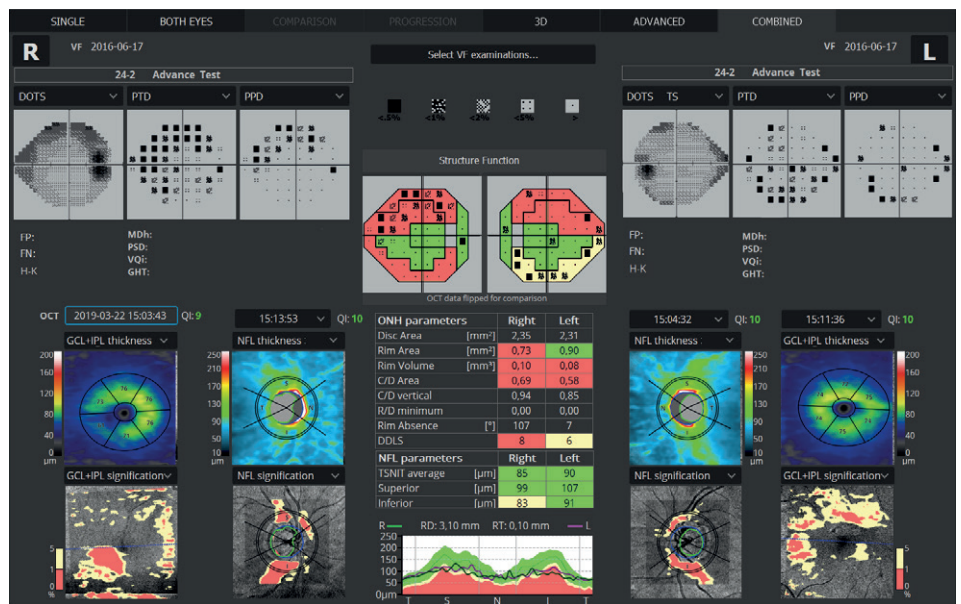 SINGLE BOTH EYES COMPARISON PROGRESSION 3D ADVANCED COMBINED
R VF 2016-06-17
24-2 Advance Test
DOTS PTD PPD
FP:
FN:
H-K
MDh:
PSD:
VQi:
GHT:
Select VF examinations...
<.5% <1% <2% <5% >
Structure Function
OCT data flipped for comparison
VF 2016-06-17 L
24-2 Advance Test
DOTS TS PTD PPD
FP:
FN:
H-K
MDh:
PSD:
VQi:
GHT:
OCT 2019-03-22 15:03:43 QI: 9
GCL+IPL thickness
200
160
120
80
40
0
µm
GCL+IPL signification
5
1
0
%
15:13:53 QI: 10
NFL thickness :
250
210
170
130
90
50
10
µm
S
T N
I
NFL signification
ONH parameters Right Left
Disc Area [mm²] 2,35 2,31
Rim Area [mm²] 0,73 0,90
Rim Volume [mm³] 0,10 0,08
C/D Area 0,69 0,58
C/D vertical 0,94 0,85
R/D minimum 0,00 0,00
Rim Absence [°] 107 7
DDLS 8 6
NFL parameters Right Left
TSNIT average [µm] 85 90
Superior [µm] 99 107
Inferior [µm] 83 91
R RD: 3,10 mm RT: 0,10 mm L
250
200
150
100
50
0µm
T S N I T
15:04:32 QI: 10
NFL thickness :
250
210
170
130
90
50
10
µm
NFL signification
15:11:36 QI: 10
GCL+IPL thickness
200
160
120
80
40
0
µm
GCL+IPL signification
5
1
0
%